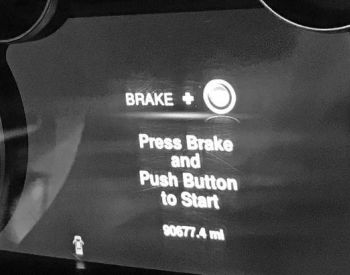 BRAKE +
Press Brake
and
Push Button
to Start
90677.4 mi